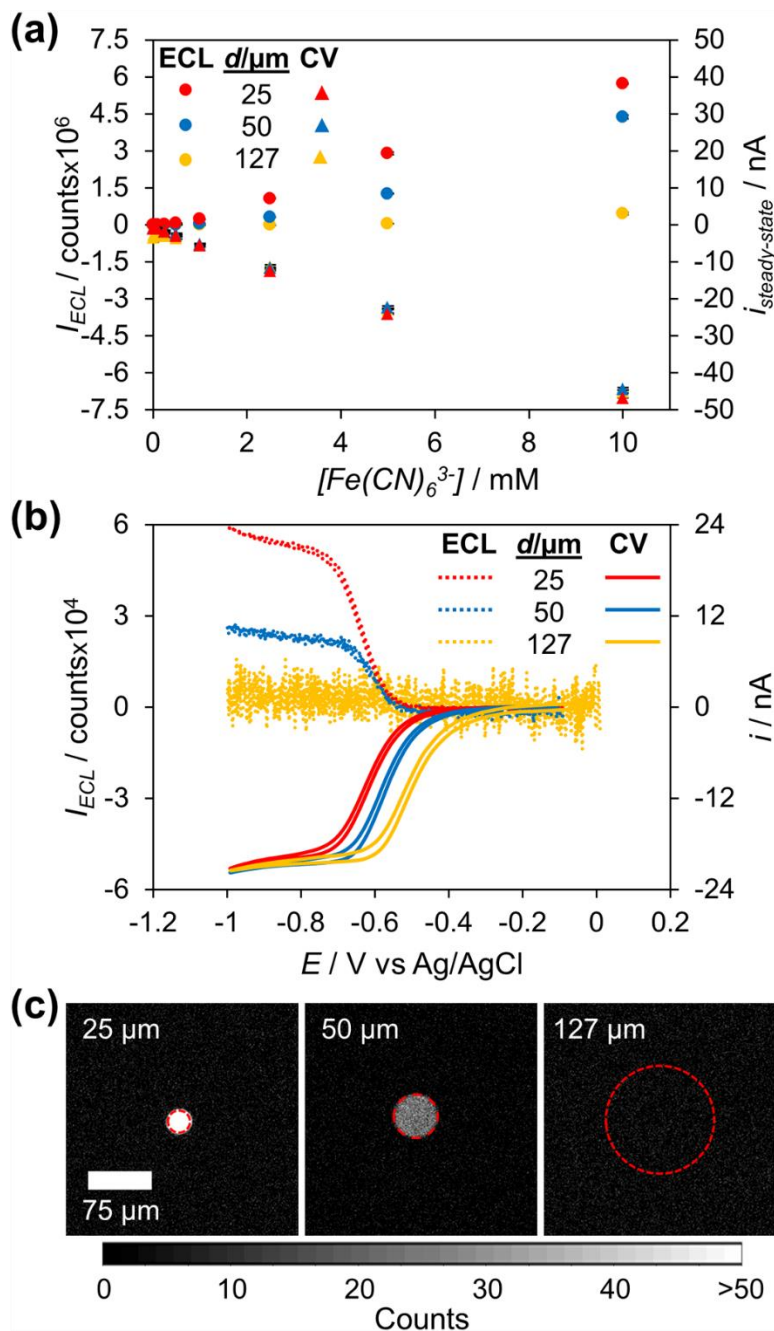 (a)
7.5
6
4.5
3
1.5
0
-1.5
-3
-4.5
-6
-7.5
I_ECL / counts x10^6
ECL d/µm CV
25
50
127
50
40
30
20
10
0
-10
-20
-30
-40
-50
i_steady-state / nA
0 2 4 6 8 10
[Fe(CN)6^3-] / mM
(b)
6
3
0
-3
-6
I_ECL / counts x10^4
ECL d/µm CV
25
50
127
24
12
0
-12
-24
i / nA
-1.2 -1 -0.8 -0.6 -0.4 -0.2 0 0.2
E / V vs Ag/AgCl
(c)
25 µm 50 µm 127 µm
75 µm
0 10 20 30 40 >50
Counts